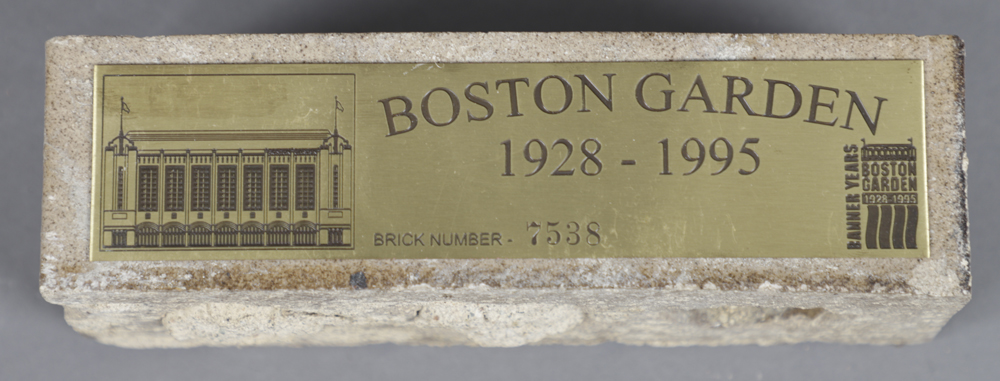 BOSTON GARDEN
1928 - 1995
BRICK NUMBER - 7538
BANNER YEARS
BOSTON
GARDEN
1928-1995